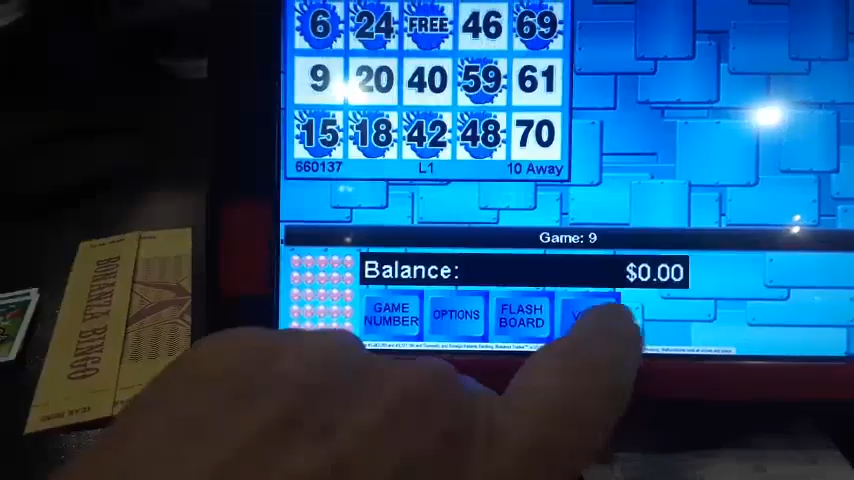 6 24 FREE 46 69
9 20 40 59 61
15 18 42 48 70
660137 L1 10 Away
Game: 9
Balance: $0.00
GAME NUMBER
OPTIONS
FLASH BOARD
BONANZA BINGO